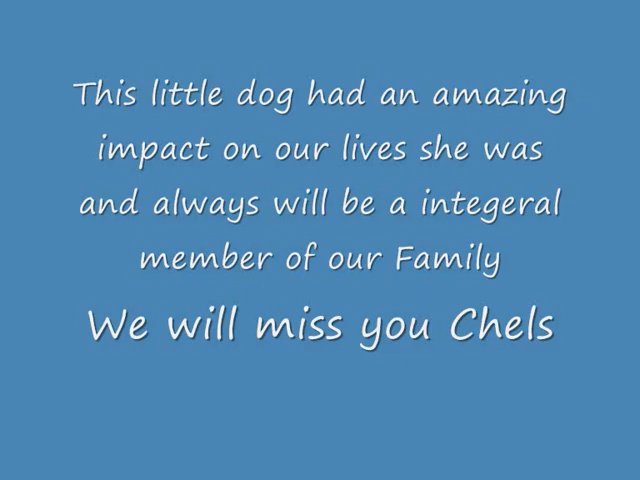 This little dog had an amazing
impact on our lives she was
and always will be a integeral
member of our Family
We will miss you Chels